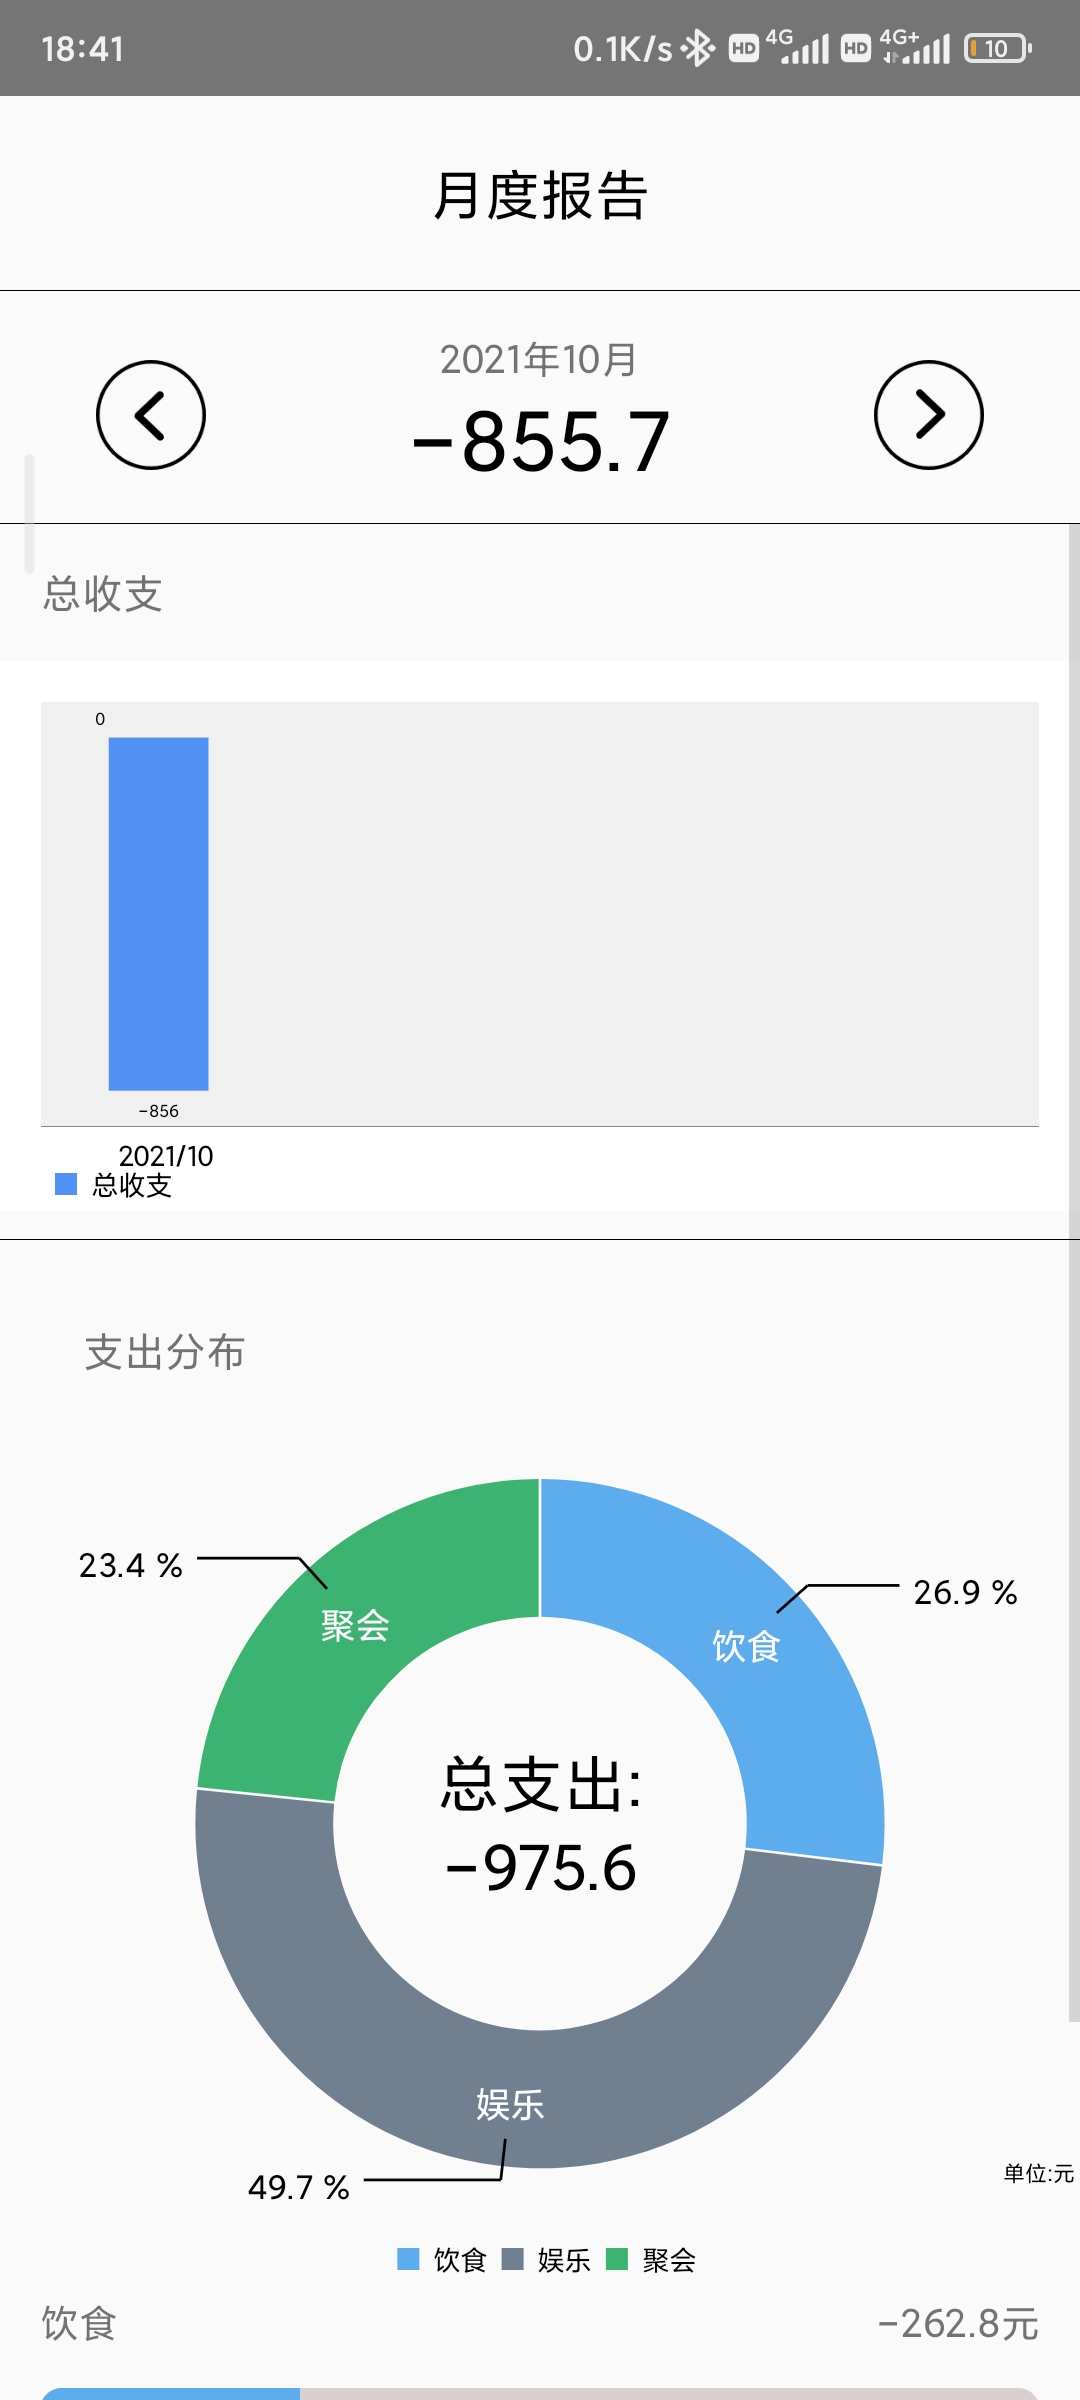 18:41
0.1K/s HD 4G HD 4G+ 10
月度报告
2021年10月
-855.7
总收支
0
-856
2021/10
总收支
支出分布
23.4 %
26.9 %
聚会
饮食
总支出:
-975.6
娱乐
49.7 %
单位:元
饮食 娱乐 聚会
饮食 -262.8元